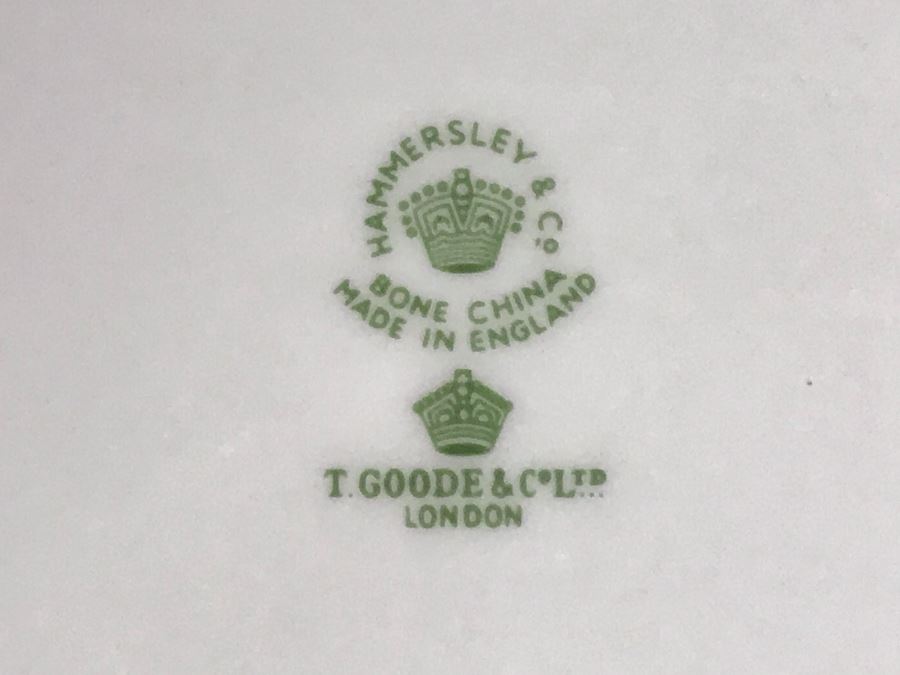 HAMMERSLEY & Co
BONE CHINA
MADE IN ENGLAND
T. GOODE & Co LTD
LONDON